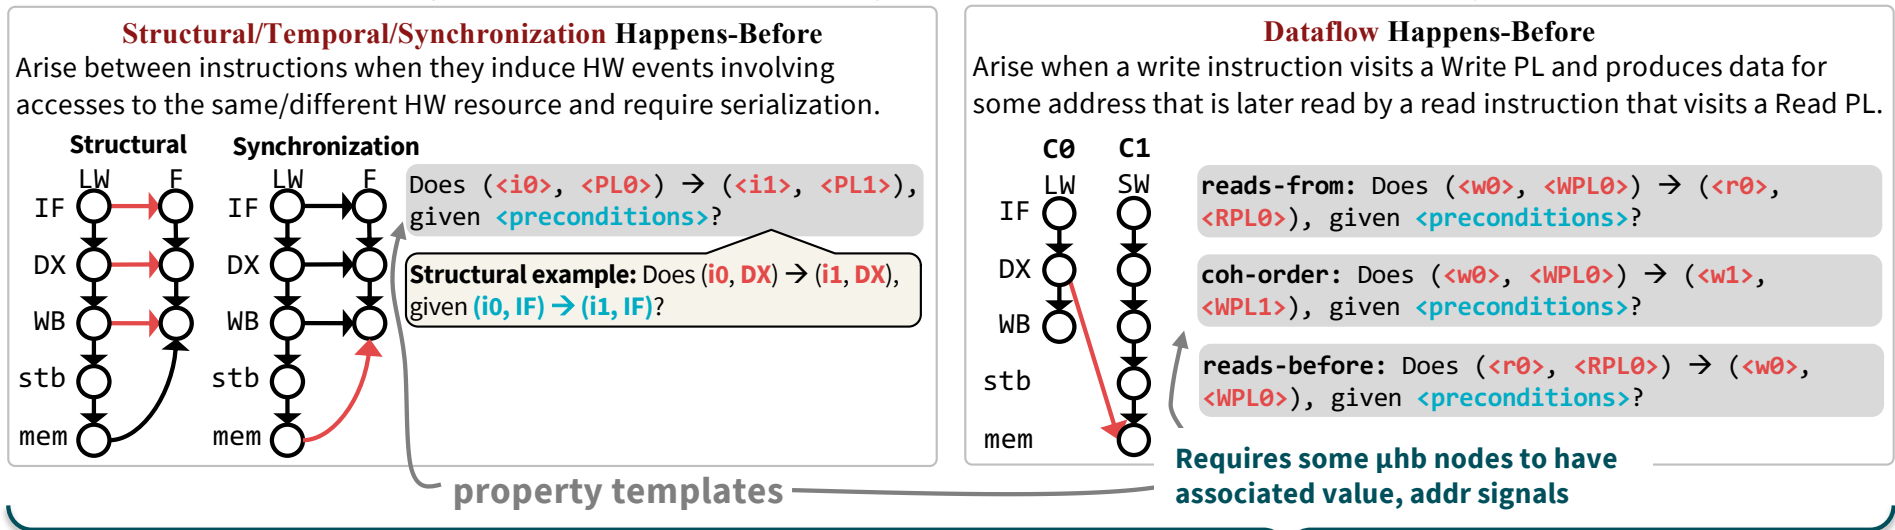 Structural/Temporal/Synchronization Happens-Before
Arise between instructions when they induce HW events involving
accesses to the same/different HW resource and require serialization.
Structural
Synchronization
LW F
LW F
IF
DX
WB
stb
mem
IF
DX
WB
stb
mem
Does (<i0>, <PL0>) → (<i1>, <PL1>),
given <preconditions>?
Structural example: Does (i0, DX) → (i1, DX),
given (i0, IF) → (i1, IF)?
Dataflow Happens-Before
Arise when a write instruction visits a Write PL and produces data for
some address that is later read by a read instruction that visits a Read PL.
C0 C1
LW SW
IF
DX
WB
stb
mem
reads-from: Does (<w0>, <WPL0>) → (<r0>,
<RPL0>), given <preconditions>?
coh-order: Does (<w0>, <WPL0>) → (<w1>,
<WPL1>), given <preconditions>?
reads-before: Does (<r0>, <RPL0>) → (<w0>,
<WPL0>), given <preconditions>?
Requires some μhb nodes to have
associated value, addr signals
property templates